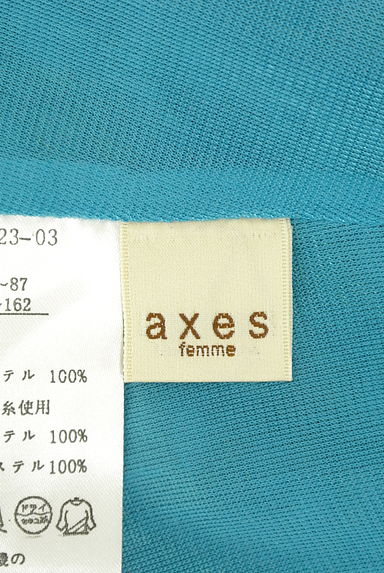 23-03
~87
~162
テル 100%
糸使用
テル 100%
ステル 100%
ドライ
の
axes
femme